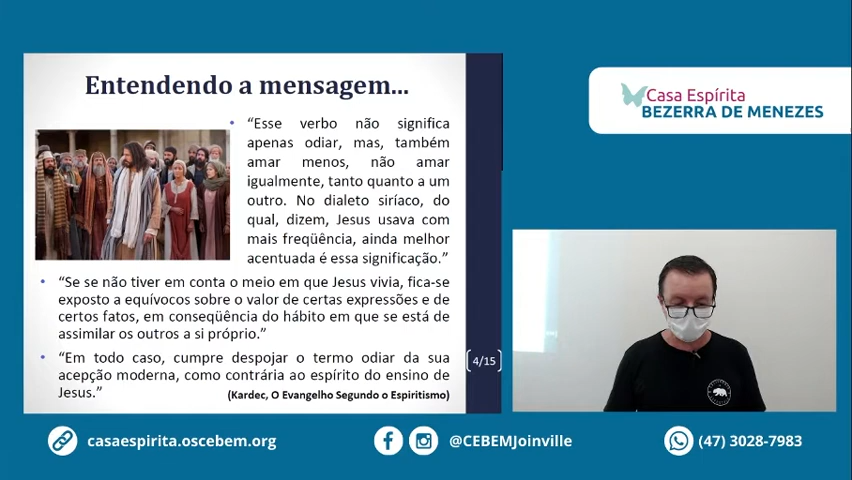 Entendendo a mensagem...
• “Esse verbo não significa
apenas odiar, mas, também
amar menos, não amar
igualmente, tanto quanto a um
outro. No dialeto siríaco, do
qual, dizem, Jesus usava com
mais freqüência, ainda melhor
acentuada é essa significação.”
• “Se se não tiver em conta o meio em que Jesus vivia, fica-se
exposto a equívocos sobre o valor de certas expressões e de
certos fatos, em conseqüência do hábito em que se está de
assimilar os outros a si próprio.”
• “Em todo caso, cumpre despojar o termo odiar da sua
acepção moderna, como contrária ao espírito do ensino de
Jesus.”
(Kardec, O Evangelho Segundo o Espiritismo)
4/15
Casa Espírita
BEZERRA DE MENEZES
casaespirita.oscebem.org
@CEBEMJoinville
(47) 3028-7983